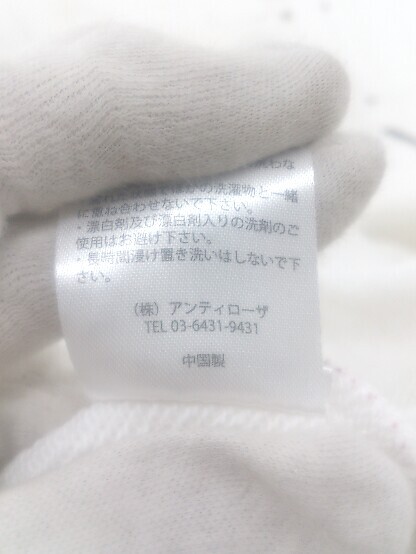 の洗濯物と一緒
に重ね合わせないで下さい。
・漂白剤及び漂白剤入りの洗剤のご
使用はお避け下さい。
・長時間浸け置き洗いはしないで下
さい。
（株）アンティローザ
TEL 03-6431-9431
中国製